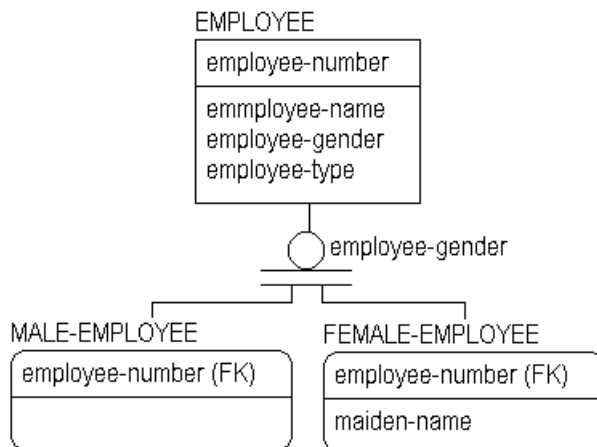 EMPLOYEE
employee-number
emmployee-name
employee-gender
employee-type
employee-gender
MALE-EMPLOYEE
employee-number (FK)
FEMALE-EMPLOYEE
employee-number (FK)
maiden-name